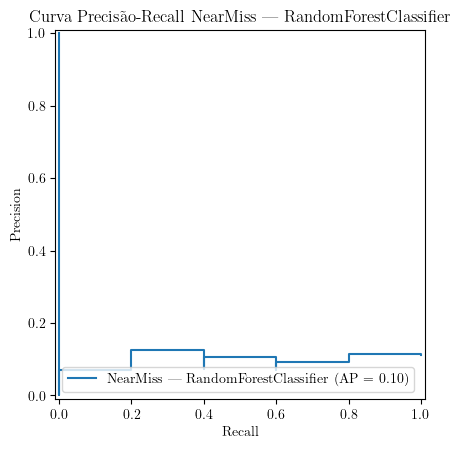 Curva Precisão-Recall NearMiss — RandomForestClassifier
1.0
0.8
0.6
0.4
0.2
0.0
Precision
NearMiss — RandomForestClassifier (AP = 0.10)
0.0 0.2 0.4 0.6 0.8 1.0
Recall